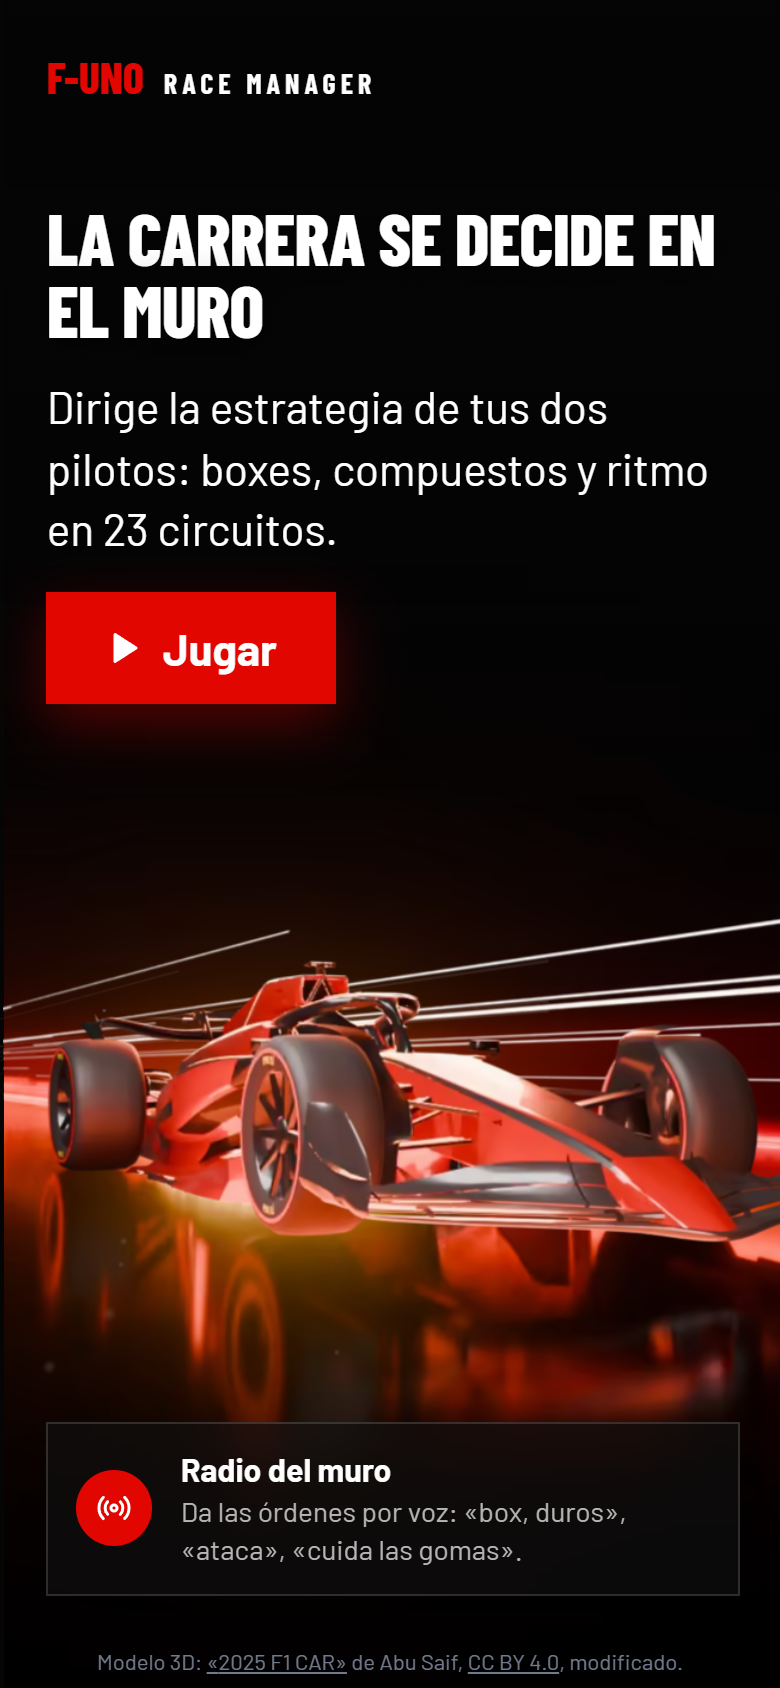 F-UNO RACE MANAGER
LA CARRERA SE DECIDE EN
EL MURO
Dirige la estrategia de tus dos
pilotos: boxes, compuestos y ritmo
en 23 circuitos.
Jugar
Radio del muro
Da las órdenes por voz: «box, duros»,
«ataca», «cuida las gomas».
Modelo 3D: «2025 F1 CAR» de Abu Saif, CC BY 4.0, modificado.